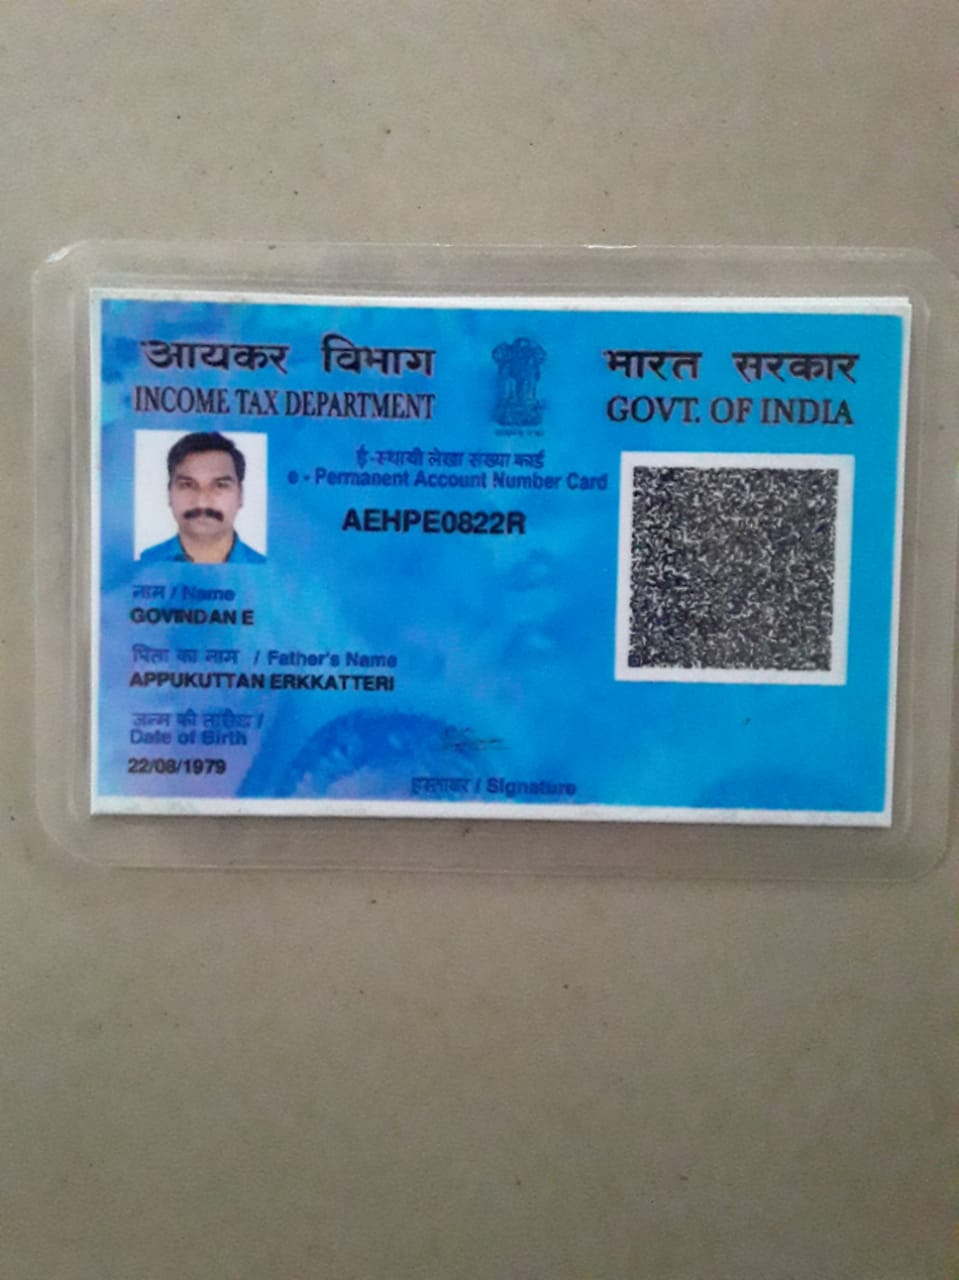 आयकर विभाग
INCOME TAX DEPARTMENT
भारत सरकार
GOVT. OF INDIA
ई-स्थायी लेखा संख्या कार्ड
e - Permanent Account Number Card
AEHPE0822R
नाम / Name
GOVINDAN E
पिता का नाम / Father's Name
APPUKUTTAN ERKKATTERI
जन्म की तारीख /
Date of Birth
22/08/1979
हस्ताक्षर / Signature